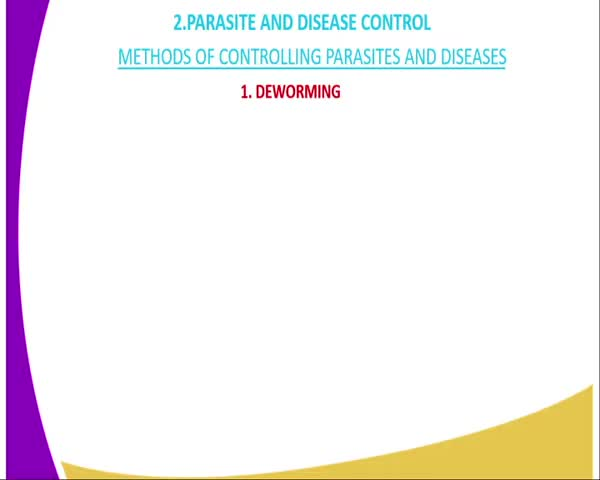 2.PARASITE AND DISEASE CONTROL
METHODS OF CONTROLLING PARASITES AND DISEASES
1. DEWORMING